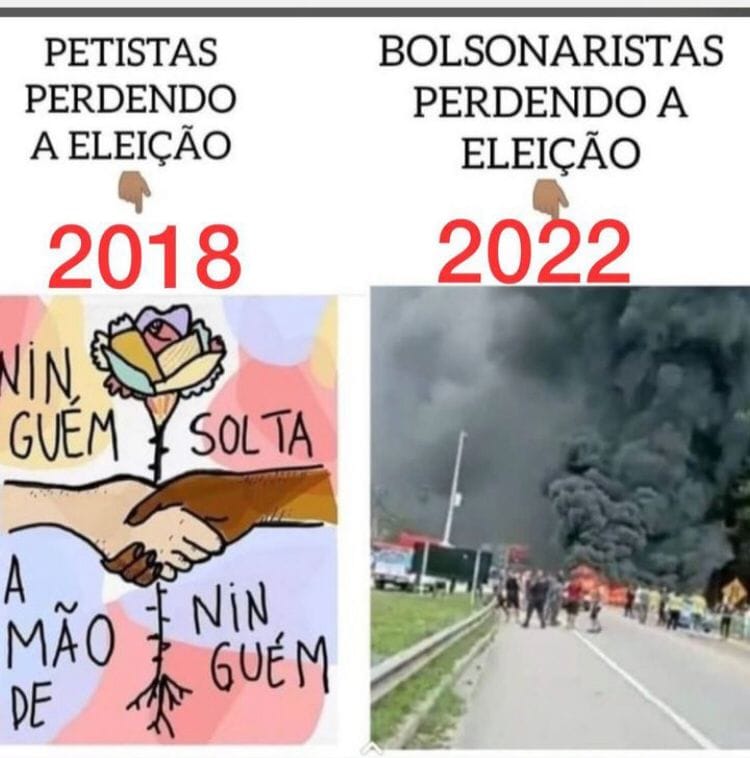 PETISTAS
PERDENDO
A ELEIÇÃO
2018
NIN
GUÉM SOLTA
A
MÃO
DE
NIN
GUÉM
BOLSONARISTAS
PERDENDO A
ELEIÇÃO
2022